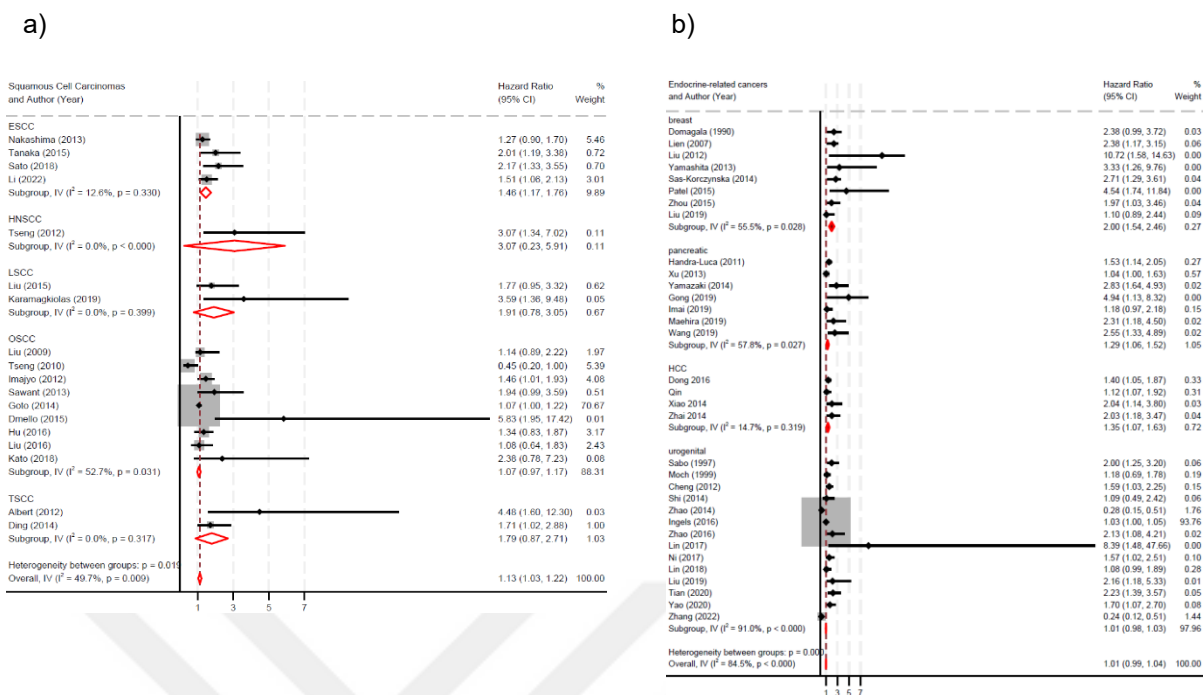 a)
Squamous Cell Carcinomas Hazard Ratio %
and Author (Year) (95% CI) Weight
ESCC
Nakashima (2013) 1.27 (0.90, 1.70) 5.46
Tanaka (2015) 2.01 (1.19, 3.38) 0.72
Sato (2018) 2.17 (1.33, 3.55) 0.70
Li (2022) 1.51 (1.06, 2.13) 3.01
Subgroup, IV (I² = 12.6%, p = 0.330) 1.46 (1.17, 1.76) 9.89
HNSCC
Tseng (2012) 3.07 (1.34, 7.02) 0.11
Subgroup, IV (I² = 0.0%, p < 0.000) 3.07 (0.23, 5.91) 0.11
LSCC
Liu (2015) 1.77 (0.95, 3.32) 0.62
Karamagkiolas (2019) 3.59 (1.36, 9.48) 0.05
Subgroup, IV (I² = 0.0%, p = 0.399) 1.91 (0.78, 3.05) 0.67
OSCC
Liu (2009) 1.14 (0.89, 2.22) 1.97
Tseng (2010) 0.45 (0.20, 1.00) 5.39
Imajyo (2012) 1.46 (1.01, 1.93) 4.08
Sawant (2013) 1.94 (0.99, 3.59) 0.51
Goto (2014) 1.07 (1.00, 1.22) 70.67
Dmello (2015) 5.83 (1.95, 17.42) 0.01
Hu (2016) 1.34 (0.83, 1.87) 3.17
Liu (2016) 1.08 (0.64, 1.83) 2.43
Kato (2018) 2.38 (0.78, 7.23) 0.08
Subgroup, IV (I² = 52.7%, p = 0.031) 1.07 (0.97, 1.17) 88.31
TSCC
Albert (2012) 4.48 (1.60, 12.30) 0.03
Ding (2014) 1.71 (1.02, 2.88) 1.00
Subgroup, IV (I² = 0.0%, p = 0.317) 1.79 (0.87, 2.71) 1.03
Heterogeneity between groups: p = 0.019
Overall, IV (I² = 49.7%, p = 0.009) 1.13 (1.03, 1.22) 100.00
1 3 5 7
b)
Endocrine-related cancers Hazard Ratio %
and Author (Year) (95% CI) Weight
breast
Domagala (1990) 2.38 (0.99, 3.72) 0.03
Lien (2007) 2.38 (1.17, 3.15) 0.06
Liu (2012) 10.72 (1.58, 14.63) 0.00
Yamashita (2013) 3.33 (1.26, 9.76) 0.00
Sas-Korczynska (2014) 2.71 (1.29, 3.61) 0.04
Patel (2015) 4.54 (1.74, 11.84) 0.00
Zhou (2015) 1.97 (1.03, 3.46) 0.04
Liu (2019) 1.10 (0.89, 2.44) 0.09
Subgroup, IV (I² = 55.5%, p = 0.028) 2.00 (1.54, 2.46) 0.27
pancreatic
Handra-Luca (2011) 1.53 (1.14, 2.05) 0.27
Xu (2013) 1.04 (1.00, 1.63) 0.57
Yamazaki (2014) 2.83 (1.64, 4.93) 0.02
Gong (2019) 4.94 (1.13, 8.32) 0.00
Imai (2019) 1.18 (0.97, 2.18) 0.15
Maehira (2019) 2.31 (1.18, 4.50) 0.02
Wang (2019) 2.55 (1.33, 4.89) 0.02
Subgroup, IV (I² = 57.8%, p = 0.027) 1.29 (1.06, 1.52) 1.05
HCC
Dong 2016 1.40 (1.05, 1.87) 0.33
Qin 1.12 (1.07, 1.92) 0.31
Xiao 2014 2.04 (1.14, 3.80) 0.03
Zhai 2014 2.03 (1.18, 3.47) 0.04
Subgroup, IV (I² = 14.7%, p = 0.319) 1.35 (1.07, 1.63) 0.72
urogenital
Sabo (1997) 2.00 (1.25, 3.20) 0.06
Moch (1999) 1.18 (0.69, 1.78) 0.19
Cheng (2012) 1.59 (1.03, 2.25) 0.15
Shi (2014) 1.09 (0.49, 2.42) 0.06
Zhao (2014) 0.28 (0.15, 0.51) 1.76
Ingels (2016) 1.03 (1.00, 1.05) 93.76
Zhao (2016) 2.13 (1.08, 4.21) 0.02
Lin (2017) 8.39 (1.48, 47.66) 0.00
Ni (2017) 1.57 (1.02, 2.51) 0.10
Lin (2018) 1.08 (0.99, 1.89) 0.28
Liu (2019) 2.16 (1.18, 5.33) 0.01
Tian (2020) 2.23 (1.39, 3.57) 0.05
Yao (2020) 1.70 (1.07, 2.70) 0.08
Zhang (2022) 0.24 (0.12, 0.51) 1.44
Subgroup, IV (I² = 91.0%, p < 0.000) 1.01 (0.98, 1.03) 97.96
Heterogeneity between groups: p = 0.000
Overall, IV (I² = 84.5%, p < 0.000) 1.01 (0.99, 1.04) 100.00
1 3 5 7